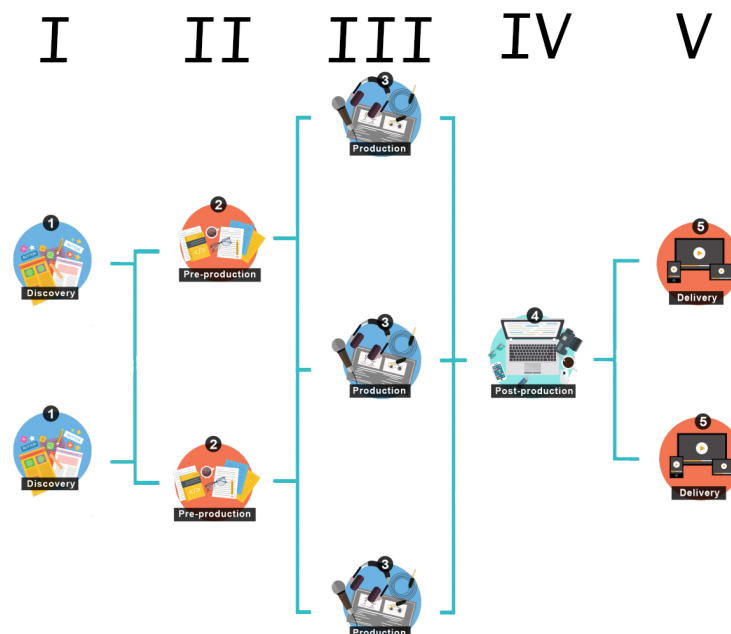 I II III IV V
3
Production
1
Discovery
2
Pre-production
5
Delivery
3
Production
4
Post-production
1
Discovery
2
Pre-production
5
Delivery
3
Production